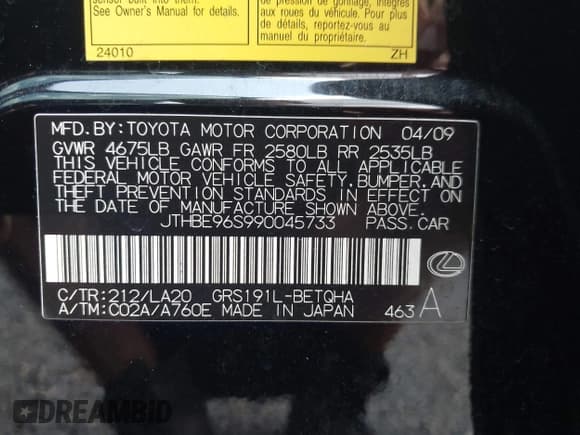 sensor built into them.
See Owner's Manual for details.
24010
de pression de gonflage, intégrés
aux roues du véhicule. Pour plus
de détails, reportez-vous au manuel
du propriétaire.
ZH
MFD.BY:TOYOTA MOTOR CORPORATION 04/09
GVWR 4675LB GAWR FR 2580LB RR 2535LB
THIS VEHICLE CONFORMS TO ALL APPLICABLE
FEDERAL MOTOR VEHICLE SAFETY,BUMPER,AND
THEFT PREVENTION STANDARDS IN EFFECT ON
THE DATE OF MANUFACTURE SHOWN ABOVE.
JTHBE96S990045733 PASS.CAR
C/TR:212/LA20 GRS191L-BETQHA
A/TM:C02A/A760E MADE IN JAPAN 463 A
DREAMBID